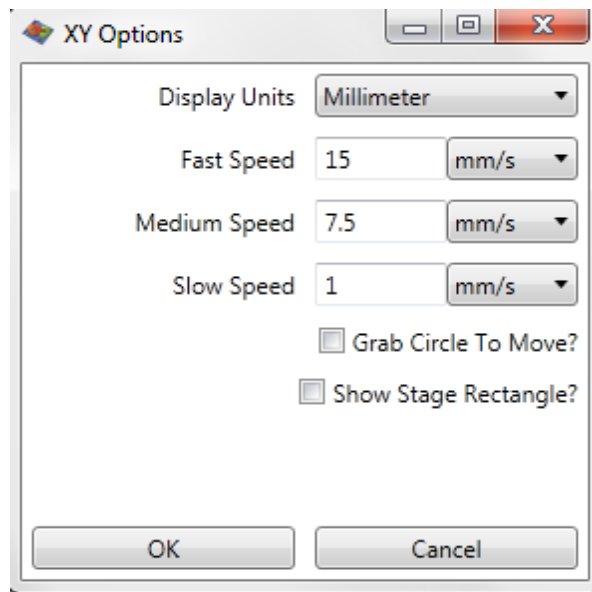 XY Options
Display Units Millimeter
Fast Speed 15 mm/s
Medium Speed 7.5 mm/s
Slow Speed 1 mm/s
Grab Circle To Move?
Show Stage Rectangle?
OK Cancel